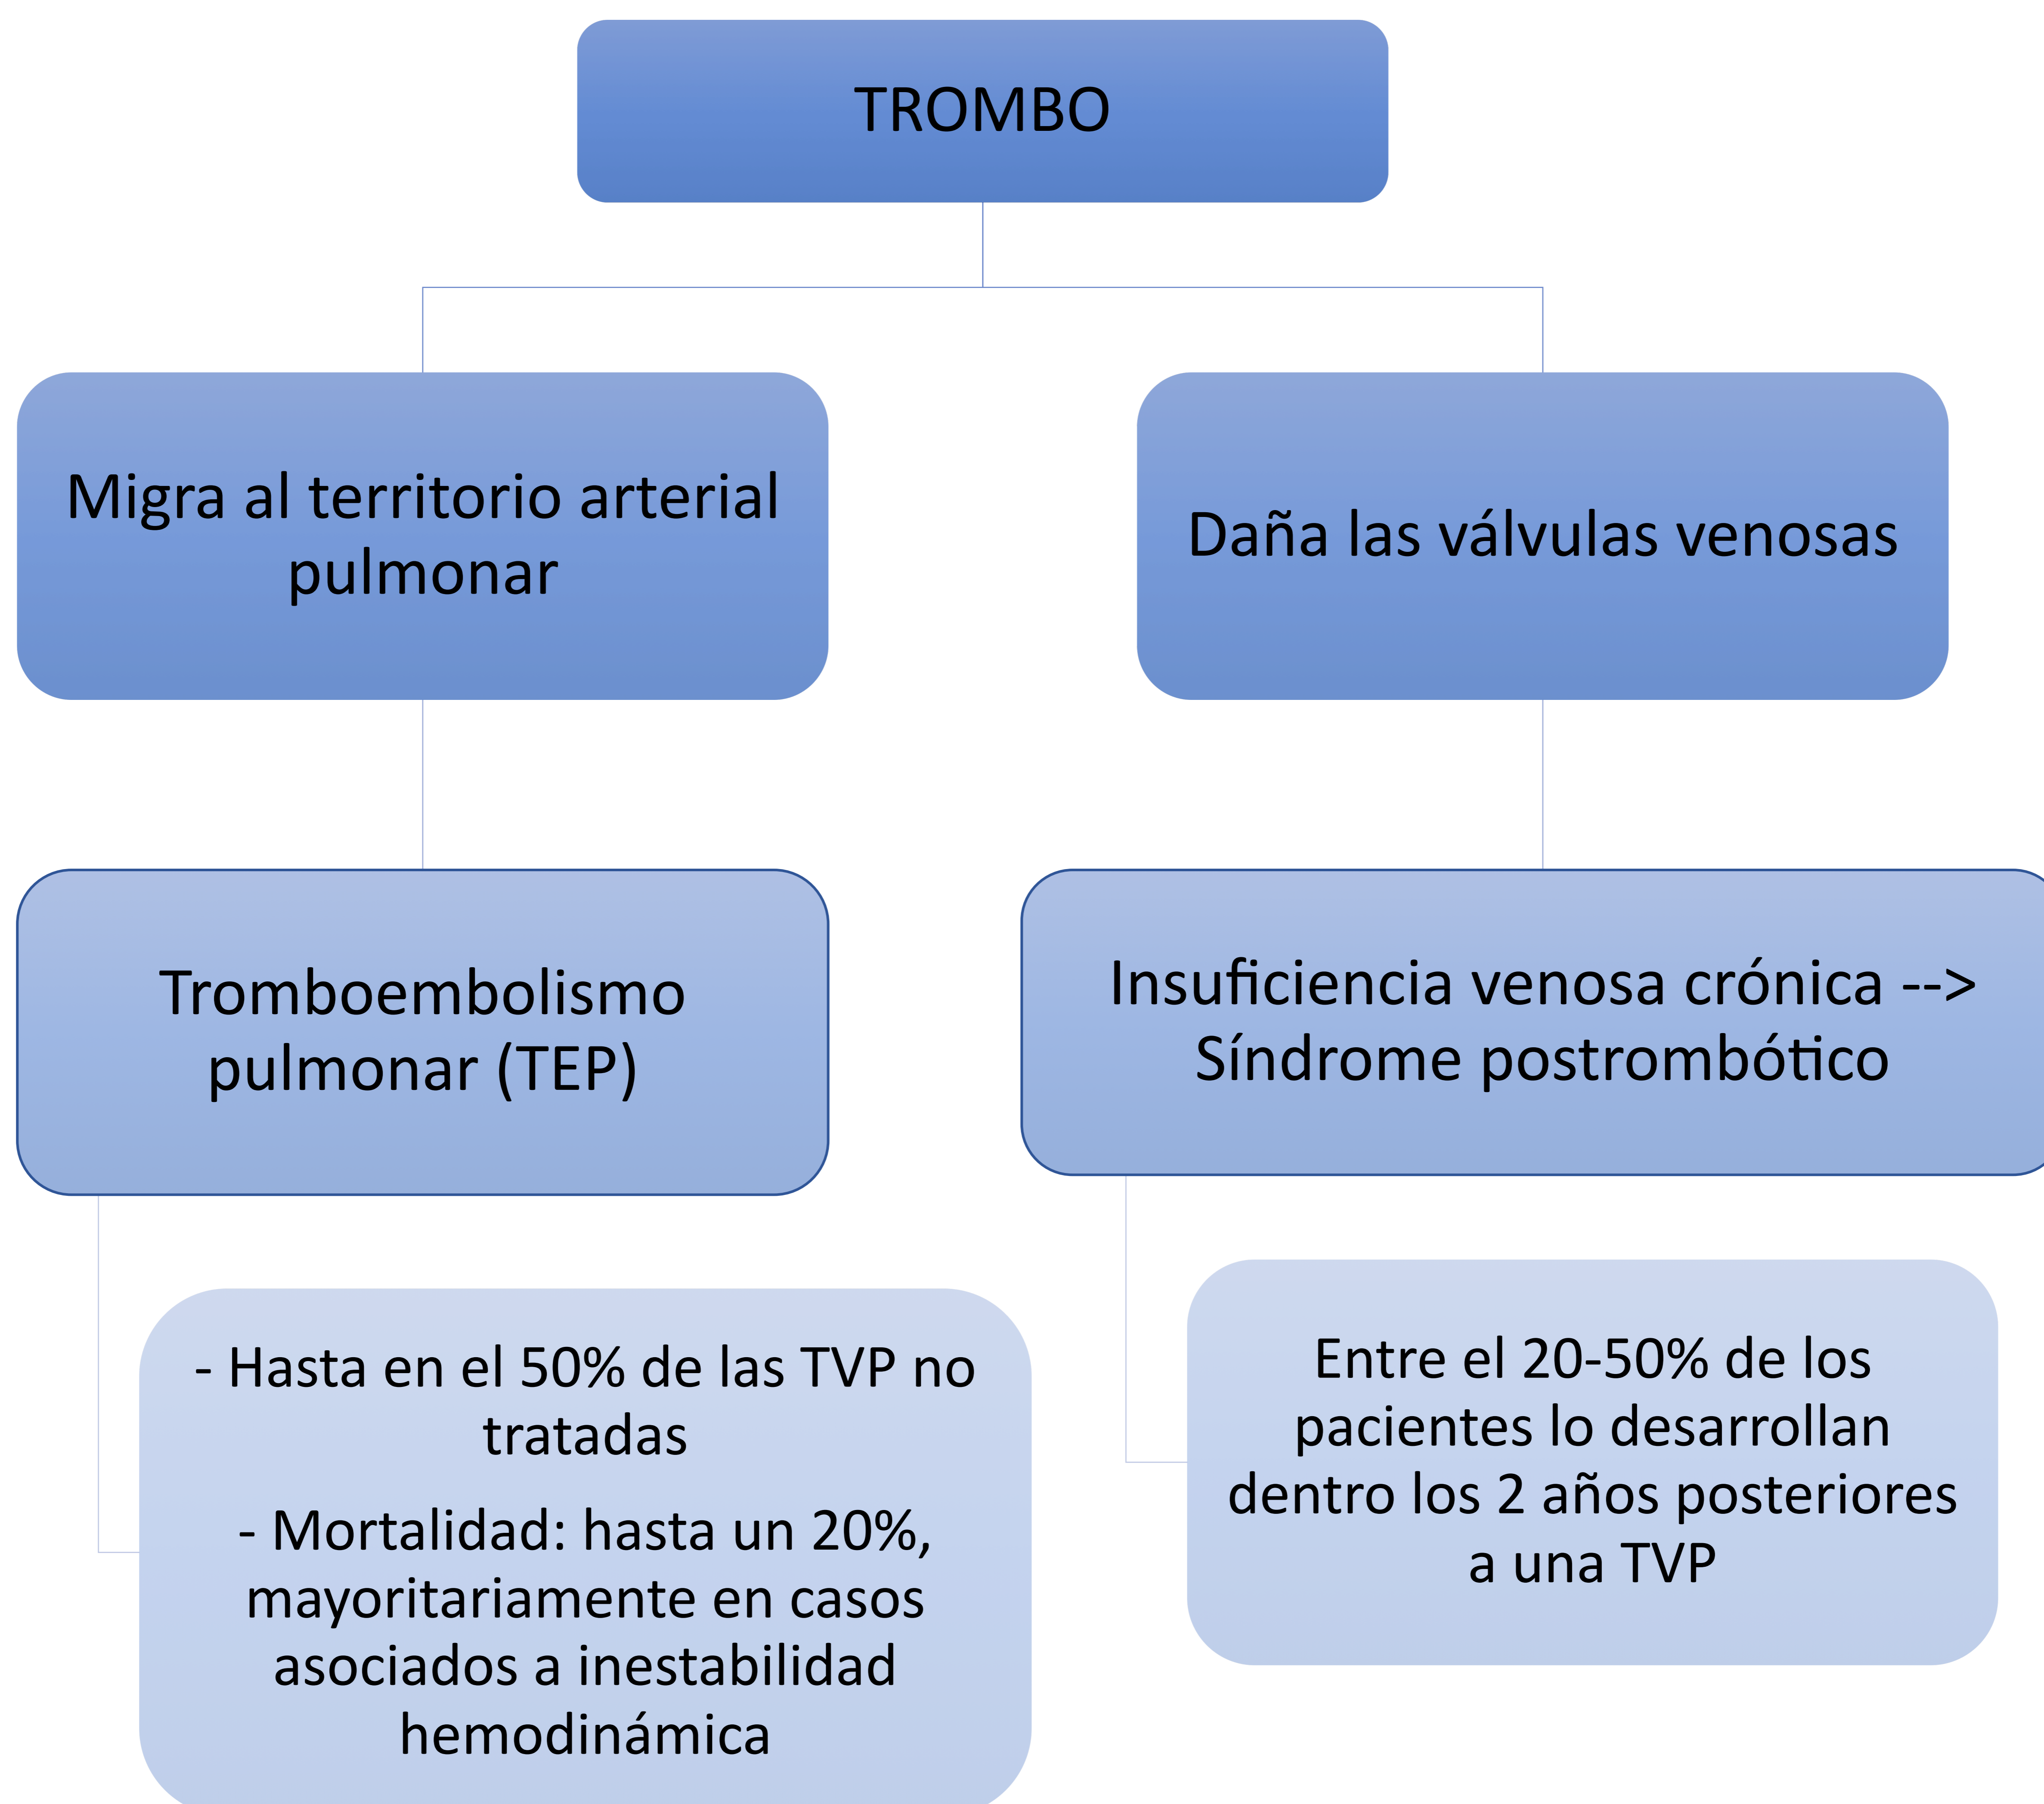 TROMBO
Migra al territorio arterial
pulmonar
Daña las válvulas venosas
Tromboembolismo
pulmonar (TEP)
Insuficiencia venosa crónica -->
Síndrome postrombótico
- Hasta en el 50% de las TVP no
tratadas
- Mortalidad: hasta un 20%,
mayoritariamente en casos
asociados a inestabilidad
hemodinámica
Entre el 20-50% de los
pacientes lo desarrollan
dentro los 2 años posteriores
a una TVP